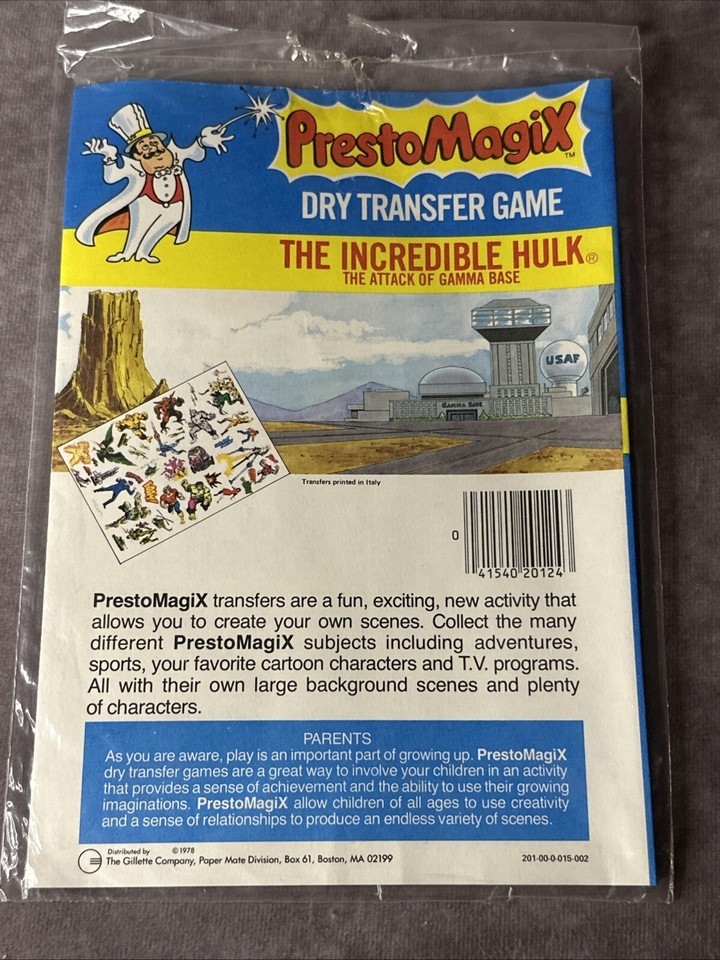 PrestoMagiX™
DRY TRANSFER GAME
THE INCREDIBLE HULK®
THE ATTACK OF GAMMA BASE
USAF
GAMMA BASE
Transfers printed in Italy
0
41540 20124
PrestoMagiX transfers are a fun, exciting, new activity that
allows you to create your own scenes. Collect the many
different PrestoMagiX subjects including adventures,
sports, your favorite cartoon characters and T.V. programs.
All with their own large background scenes and plenty
of characters.
PARENTS
As you are aware, play is an important part of growing up. PrestoMagiX
dry transfer games are a great way to involve your children in an activity
that provides a sense of achievement and the ability to use their growing
imaginations. PrestoMagiX allow children of all ages to use creativity
and a sense of relationships to produce an endless variety of scenes.
Distributed by ©1978
The Gillette Company, Paper Mate Division, Box 61, Boston, MA 02199
201-00-0-015-002